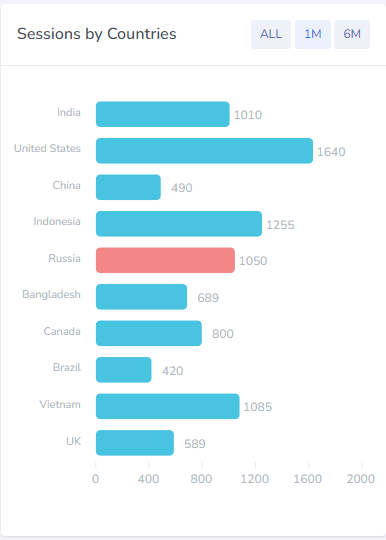 Sessions by Countries ALL 1M 6M
India 1010
United States 1640
China 490
Indonesia 1255
Russia 1050
Bangladesh 689
Canada 800
Brazil 420
Vietnam 1085
UK 589
0 400 800 1200 1600 2000